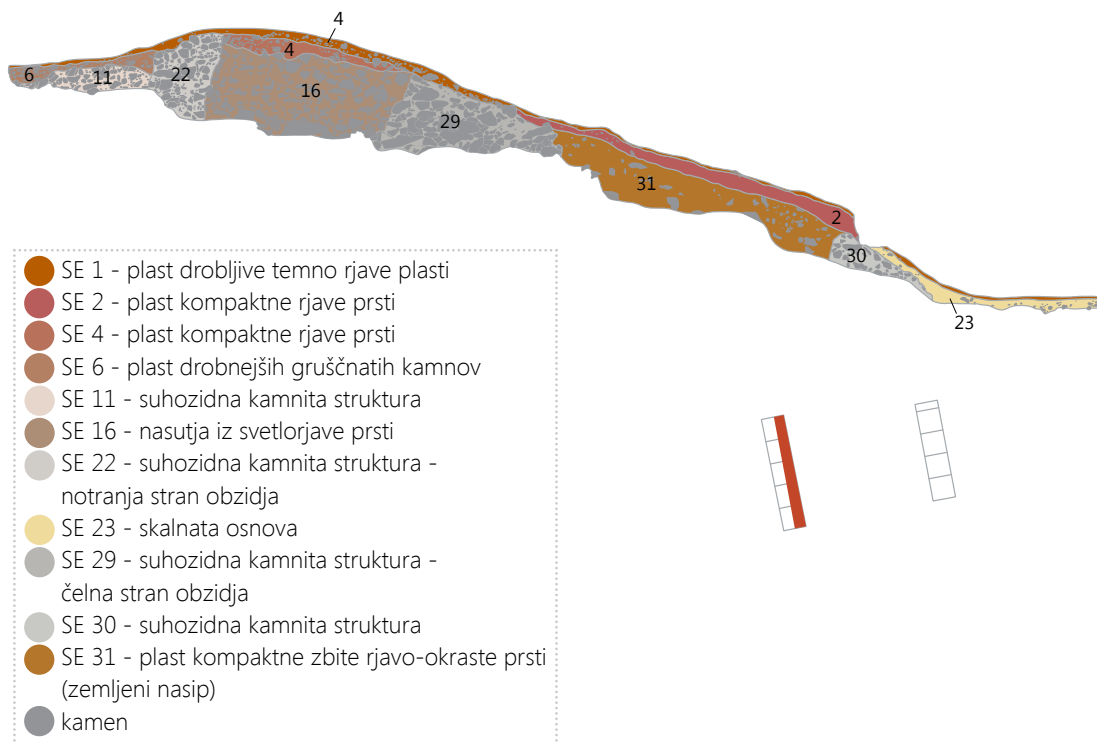 4
4
6
11
22
16
29
31
2
30
23
SE 1 - plast drobljive temno rjave plasti
SE 2 - plast kompaktne rjave prsti
SE 4 - plast kompaktne rjave prsti
SE 6 - plast drobnejših gruščnatih kamnov
SE 11 - suhozidna kamnita struktura
SE 16 - nasutja iz svetlorjave prsti
SE 22 - suhozidna kamnita struktura -
notranja stran obzidja
SE 23 - skalnata osnova
SE 29 - suhozidna kamnita struktura -
čelna stran obzidja
SE 30 - suhozidna kamnita struktura
SE 31 - plast kompaktne zbite rjavo-okraste prsti
(zemljeni nasip)
kamen